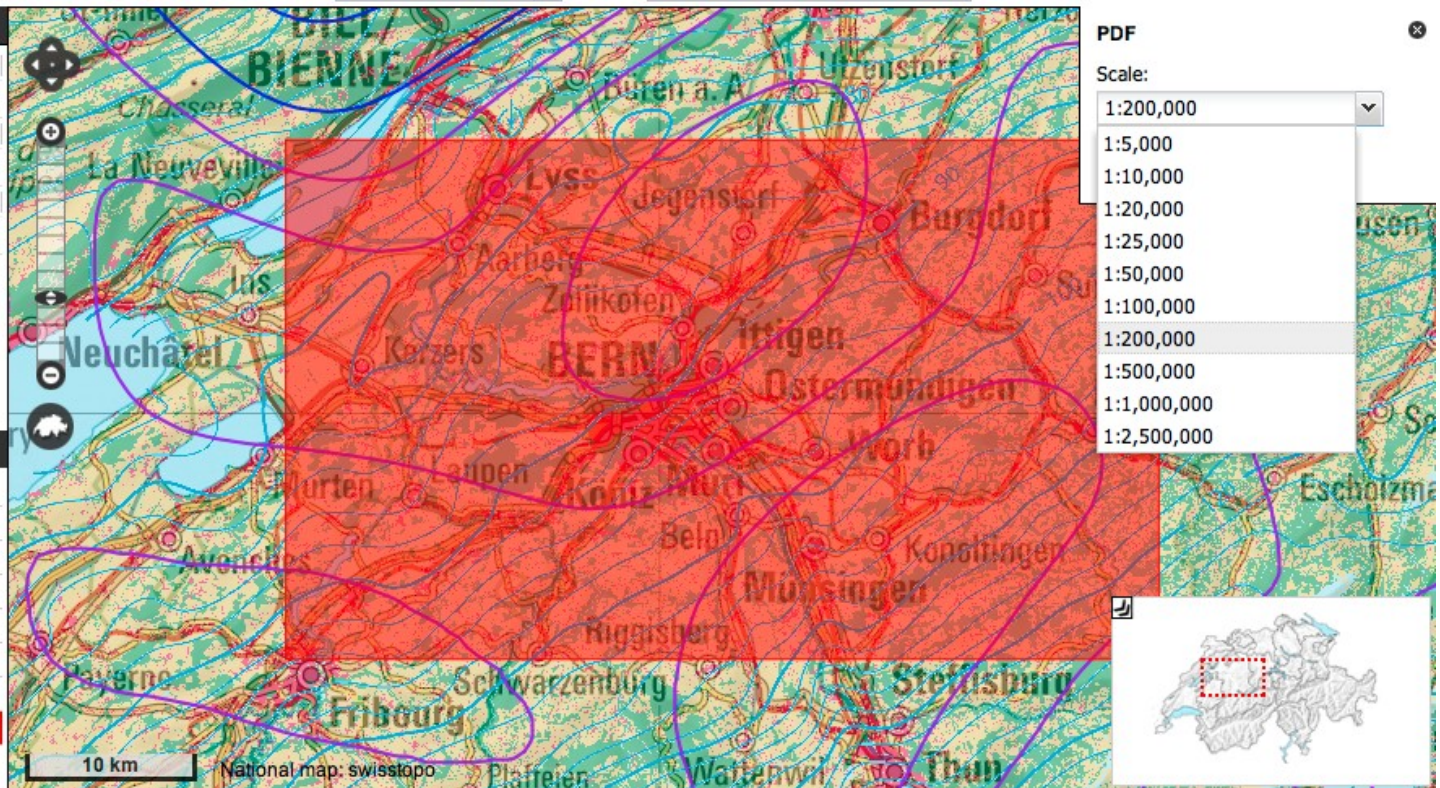 BIEL
BIENNE
Chasseral
Büren a. A
Utzenstorf
La Neuveville
Lyss
Jegenstorf
Burgdorf
Aarberg
Ins
Zollikofen
Neuchâtel
Kerzers
BERN
Ittigen
Ostermundigen
Worb
Laupen
Murten
Köniz
Muri
Belp
Konolfingen
Avenches
Münsingen
Riggisberg
Payerne
Schwarzenburg
Steffisburg
Fribourg
Plaffeien
Wattenwil
Thun
Escholzma
90
10 km
National map: swisstopo
PDF
Scale:
1:200,000
1:5,000
1:10,000
1:20,000
1:25,000
1:50,000
1:100,000
1:200,000
1:500,000
1:1,000,000
1:2,500,000